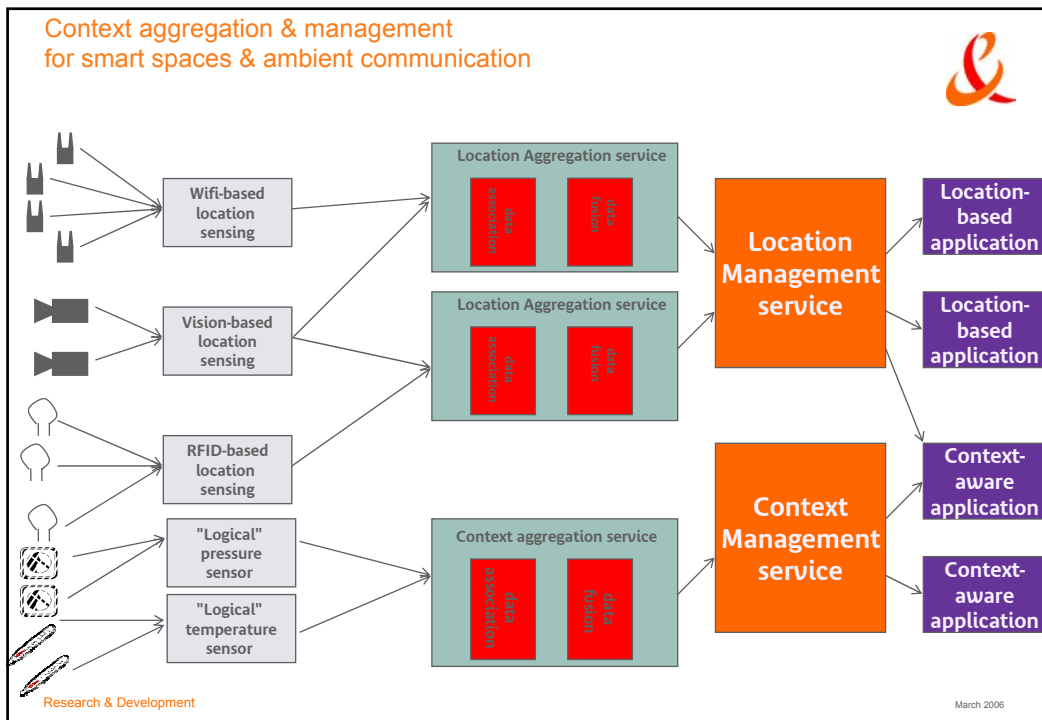 Context aggregation & management
for smart spaces & ambient communication
Wifi-based
location
sensing
Vision-based
location
sensing
RFID-based
location
sensing
"Logical"
pressure
sensor
"Logical"
temperature
sensor
Location Aggregation service
data
association
data
fusion
Location Aggregation service
data
association
data
fusion
Context aggregation service
data
association
data
fusion
Location
Management
service
Context
Management
service
Location-
based
application
Location-
based
application
Context-
aware
application
Context-
aware
application
Research & Development
March 2006